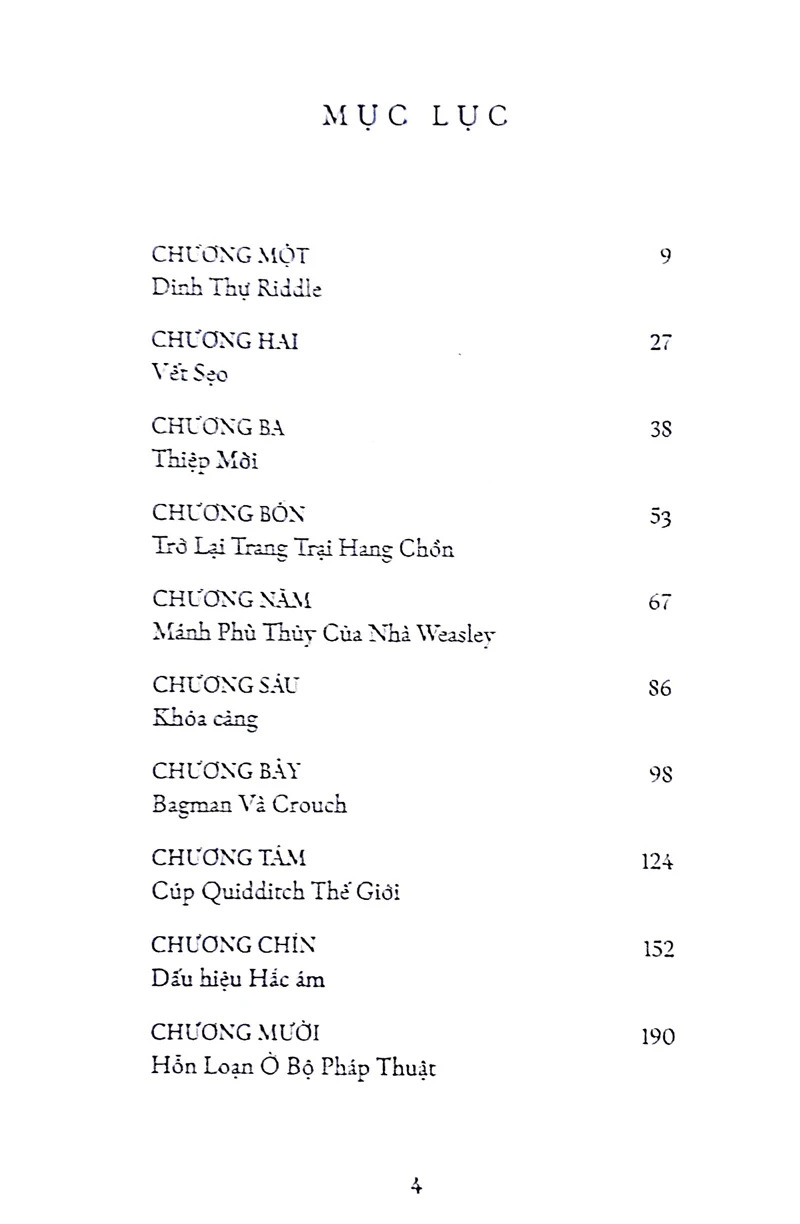 MỤC LỤC
CHƯƠNG MỘT 9
Dinh Thự Riddle
CHƯƠNG HAI 27
Vết Sẹo
CHƯƠNG BA 38
Thiệp Mời
CHƯƠNG BỐN 53
Trở Lại Trang Trại Hang Chồn
CHƯƠNG NĂM 67
Mánh Phù Thủy Của Nhà Weasley
CHƯƠNG SÁU 86
Khóa cảng
CHƯƠNG BẢY 98
Bagman Và Crouch
CHƯƠNG TÁM 124
Cúp Quidditch Thế Giới
CHƯƠNG CHÍN 152
Dấu hiệu Hắc ám
CHƯƠNG MƯỜI 190
Hỗn Loạn Ở Bộ Pháp Thuật
4